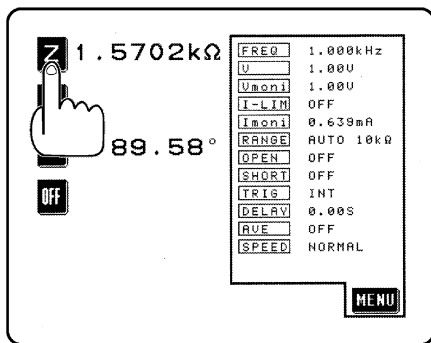 Z 1.5702kΩ
89.58°
OFF
FREQ 1.000kHz
V 1.00V
Vmoni 1.00V
I-LIM OFF
Imoni 0.639mA
RANGE AUTO 10kΩ
OPEN OFF
SHORT OFF
TRIG INT
DELAY 0.00S
AVE OFF
SPEED NORMAL
MENU